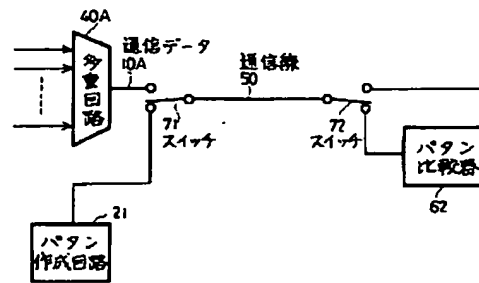 40A
多重回路
通信データ
10A
通信線
50
71
スイッチ
72
スイッチ
パタン
比較器
62
21
パタン
作成回路